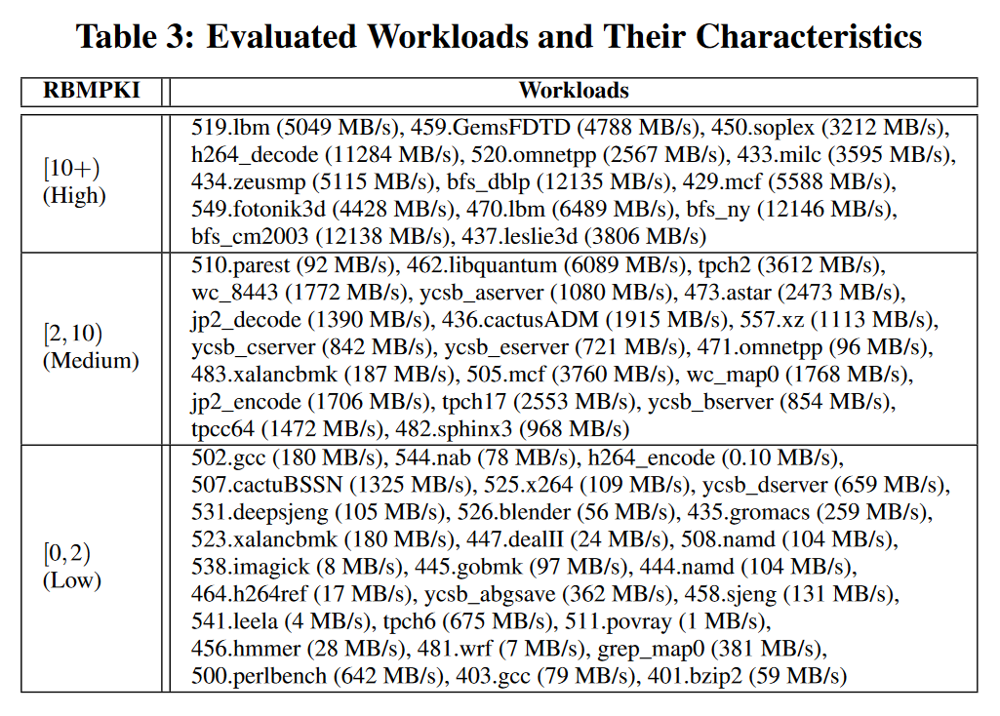 Table 3: Evaluated Workloads and Their Characteristics
RBMPKI Workloads
[10+)
(High)
519.lbm (5049 MB/s), 459.GemsFDTD (4788 MB/s), 450.soplex (3212 MB/s),
h264_decode (11284 MB/s), 520.omnetpp (2567 MB/s), 433.milc (3595 MB/s),
434.zeusmp (5115 MB/s), bfs_dblp (12135 MB/s), 429.mcf (5588 MB/s),
549.fotonik3d (4428 MB/s), 470.lbm (6489 MB/s), bfs_ny (12146 MB/s),
bfs_cm2003 (12138 MB/s), 437.leslie3d (3806 MB/s)
[2,10)
(Medium)
510.parest (92 MB/s), 462.libquantum (6089 MB/s), tpch2 (3612 MB/s),
wc_8443 (1772 MB/s), ycsb_aserver (1080 MB/s), 473.astar (2473 MB/s),
jp2_decode (1390 MB/s), 436.cactusADM (1915 MB/s), 557.xz (1113 MB/s),
ycsb_cserver (842 MB/s), ycsb_eserver (721 MB/s), 471.omnetpp (96 MB/s),
483.xalancbmk (187 MB/s), 505.mcf (3760 MB/s), wc_map0 (1768 MB/s),
jp2_encode (1706 MB/s), tpch17 (2553 MB/s), ycsb_bserver (854 MB/s),
tpcc64 (1472 MB/s), 482.sphinx3 (968 MB/s)
[0,2)
(Low)
502.gcc (180 MB/s), 544.nab (78 MB/s), h264_encode (0.10 MB/s),
507.cactuBSSN (1325 MB/s), 525.x264 (109 MB/s), ycsb_dserver (659 MB/s),
531.deepsjeng (105 MB/s), 526.blender (56 MB/s), 435.gromacs (259 MB/s),
523.xalancbmk (180 MB/s), 447.dealII (24 MB/s), 508.namd (104 MB/s),
538.imagick (8 MB/s), 445.gobmk (97 MB/s), 444.namd (104 MB/s),
464.h264ref (17 MB/s), ycsb_abgsave (362 MB/s), 458.sjeng (131 MB/s),
541.leela (4 MB/s), tpch6 (675 MB/s), 511.povray (1 MB/s),
456.hmmer (28 MB/s), 481.wrf (7 MB/s), grep_map0 (381 MB/s),
500.perlbench (642 MB/s), 403.gcc (79 MB/s), 401.bzip2 (59 MB/s)